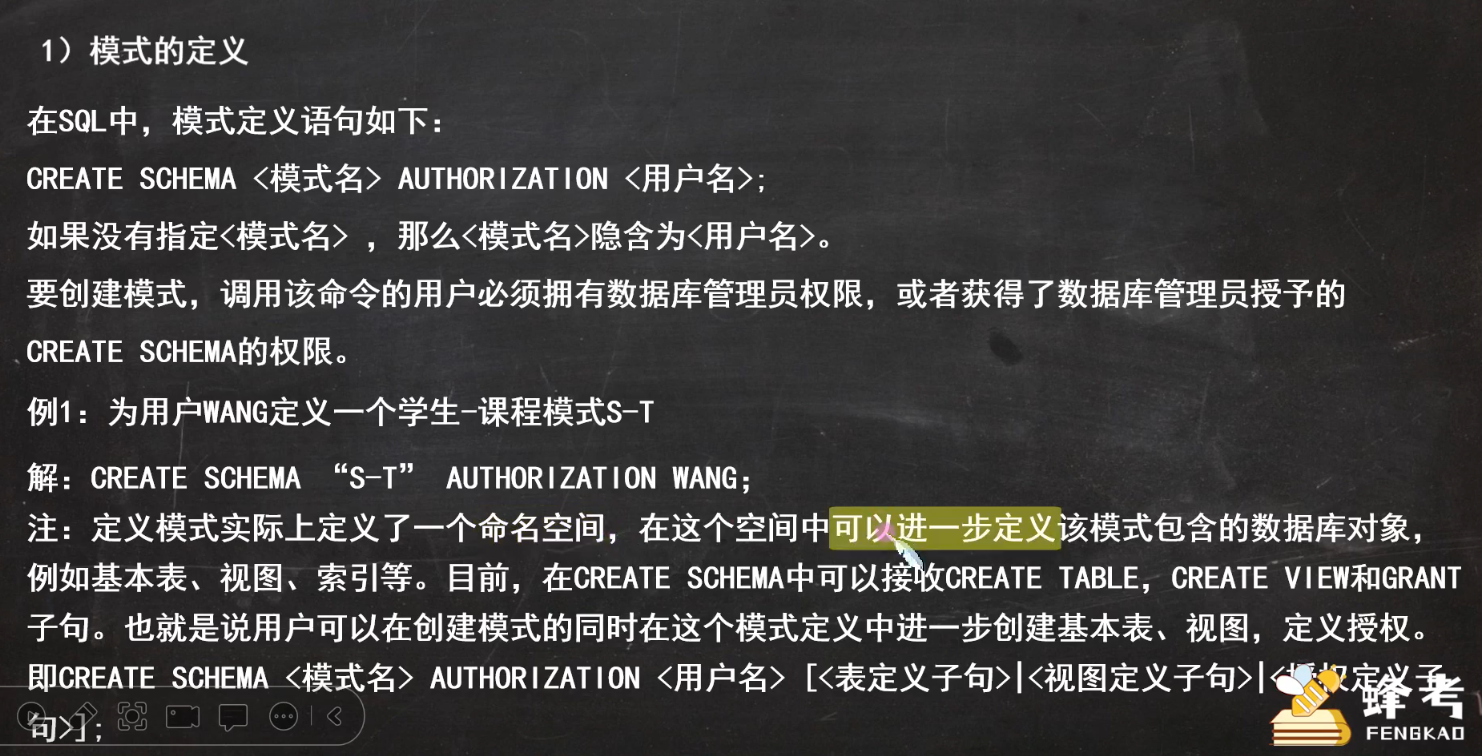 1）模式的定义
在SQL中，模式定义语句如下：
CREATE SCHEMA <模式名> AUTHORIZATION <用户名>;
如果没有指定<模式名> ，那么<模式名>隐含为<用户名>。
要创建模式，调用该命令的用户必须拥有数据库管理员权限，或者获得了数据库管理员授予的
CREATE SCHEMA的权限。
例1：为用户WANG定义一个学生-课程模式S-T
解：CREATE SCHEMA “S-T” AUTHORIZATION WANG；
注：定义模式实际上定义了一个命名空间，在这个空间中可以进一步定义该模式包含的数据库对象，
例如基本表、视图、索引等。目前，在CREATE SCHEMA中可以接收CREATE TABLE，CREATE VIEW和GRANT
子句。也就是说用户可以在创建模式的同时在这个模式定义中进一步创建基本表、视图，定义授权。
即CREATE SCHEMA <模式名> AUTHORIZATION <用户名> [<表定义子句>|<视图定义子句>|<授权定义子
句>]；
蜂考
FENGKAO